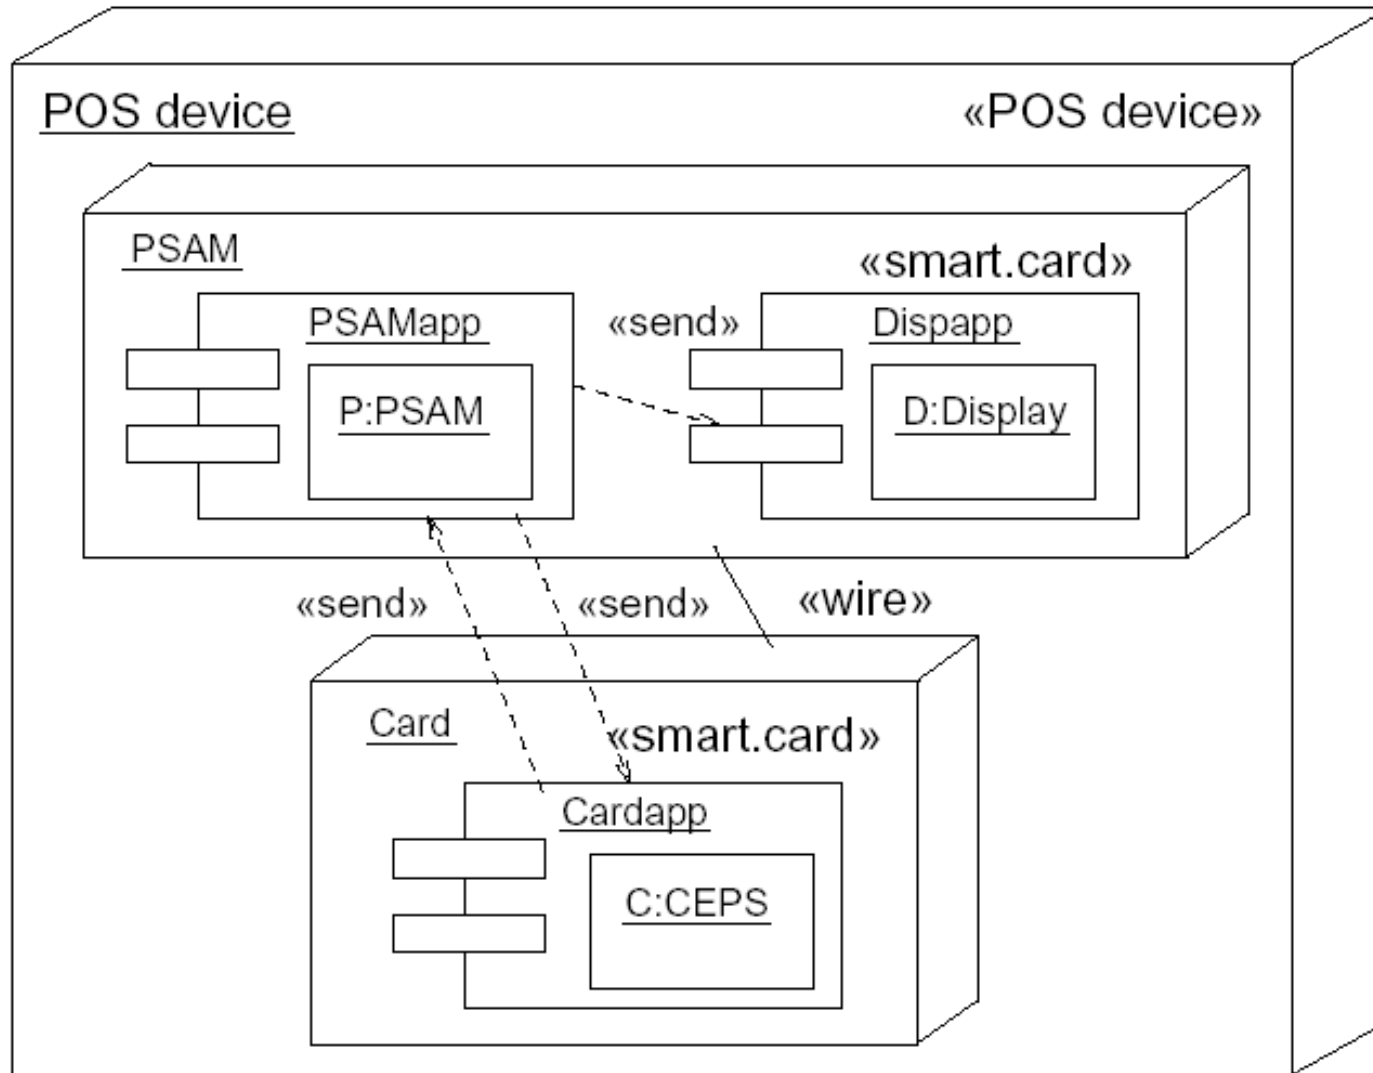 POS device
«POS device»
PSAM
«smart.card»
PSAMapp
«send»
Dispapp
P:PSAM
D:Display
«send»
«send»
«wire»
Card
«smart.card»
Cardapp
C:CEPS